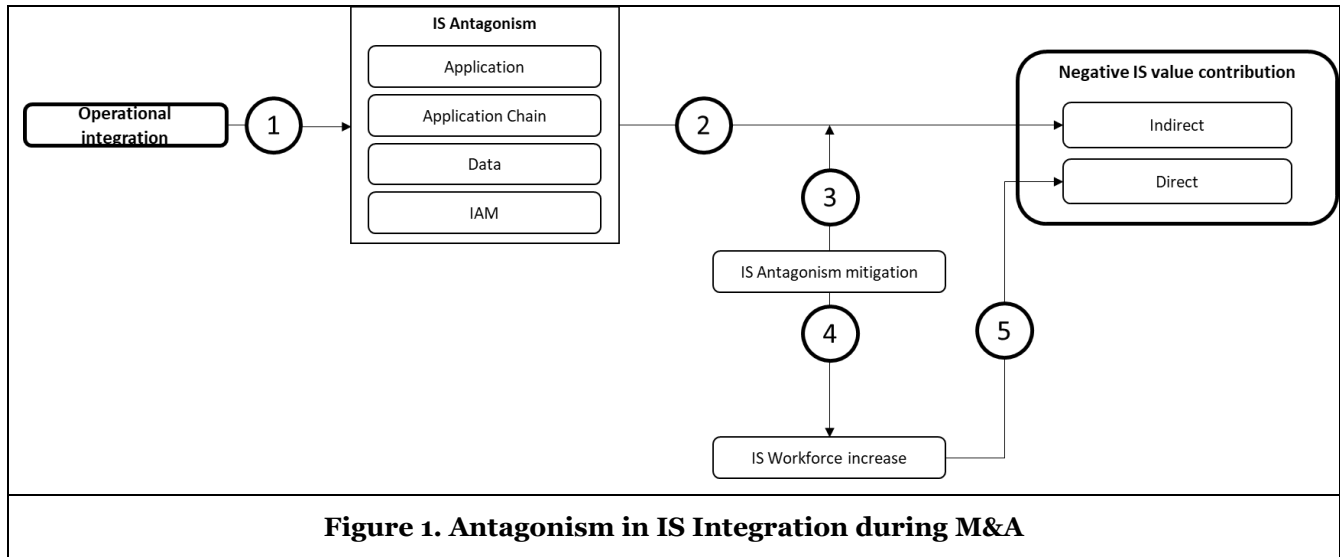 IS Antagonism
Application
Application Chain
Data
IAM
Operational
integration
1
2
3
IS Antagonism mitigation
4
IS Workforce increase
5
Negative IS value contribution
Indirect
Direct
Figure 1. Antagonism in IS Integration during M&A